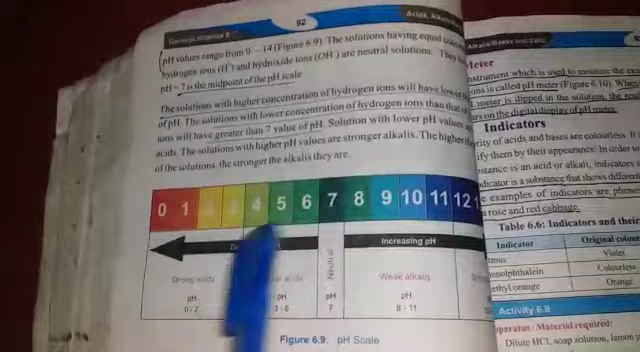 General Science 8
92
Acids, Alkalis
pH values range from 0 - 14 (Figure 6.9). The solutions having equal
hydrogen ions (H⁺) and hydroxide ions (OH⁻) are neutral solutions. They
pH = 7 is the midpoint of the pH scale
The solutions with higher concentration of hydrogen ions will have lower
of pH. The solutions with lower concentration of hydrogen ions than that of
ions will have greater than 7 value of pH. Solution with lower pH values
acids. The solutions with higher pH values are stronger alkalis. The higher
of the solutions, the stronger the alkalis they are.
0 1 4 5 6 7 8 9 10 11 12
Increasing pH
Strong acids
acids
Neutral
Weak alkalis
pH
0 - 2
pH
3 - 6
pH
7
pH
8 - 11
Figure 6.9 pH Scale
Alkalis/Bases and Salts
Meter
instrument which is used to measure the
ons is called pH meter (Figure 6.10). When
meter is dipped in the solution, the
on the digital display of pH meter.
Indicators
of acids and bases are colourless. It
ify them by their appearance. In order to
stance is an acid or alkali, indicators
ndicator is a substance that shows different
examples of indicators are
rose and red cabbage.
Table 6.6: Indicators and their
Indicator
Original colour
Violet
enolphthalein
Colourless
ethyl orange
Orange
Activity 6.8
pparatus / Material required:
Dilute HCl, soap solution, lemon